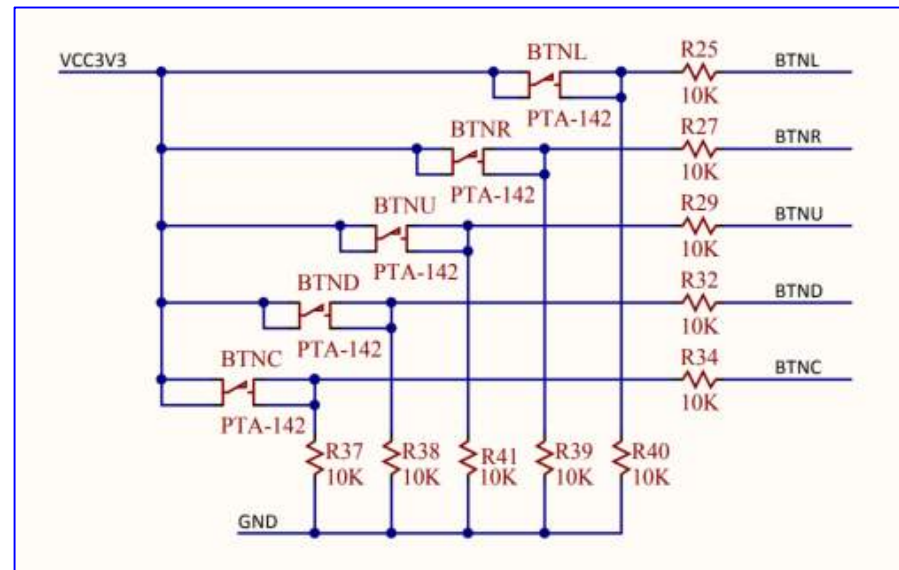 VCC3V3
BTNL
PTA-142
R25
10K
BTNL
BTNR
PTA-142
R27
10K
BTNR
BTNU
PTA-142
R29
10K
BTNU
BTND
PTA-142
R32
10K
BTND
BTNC
PTA-142
R34
10K
BTNC
R37
10K
R38
10K
R41
10K
R39
10K
R40
10K
GND